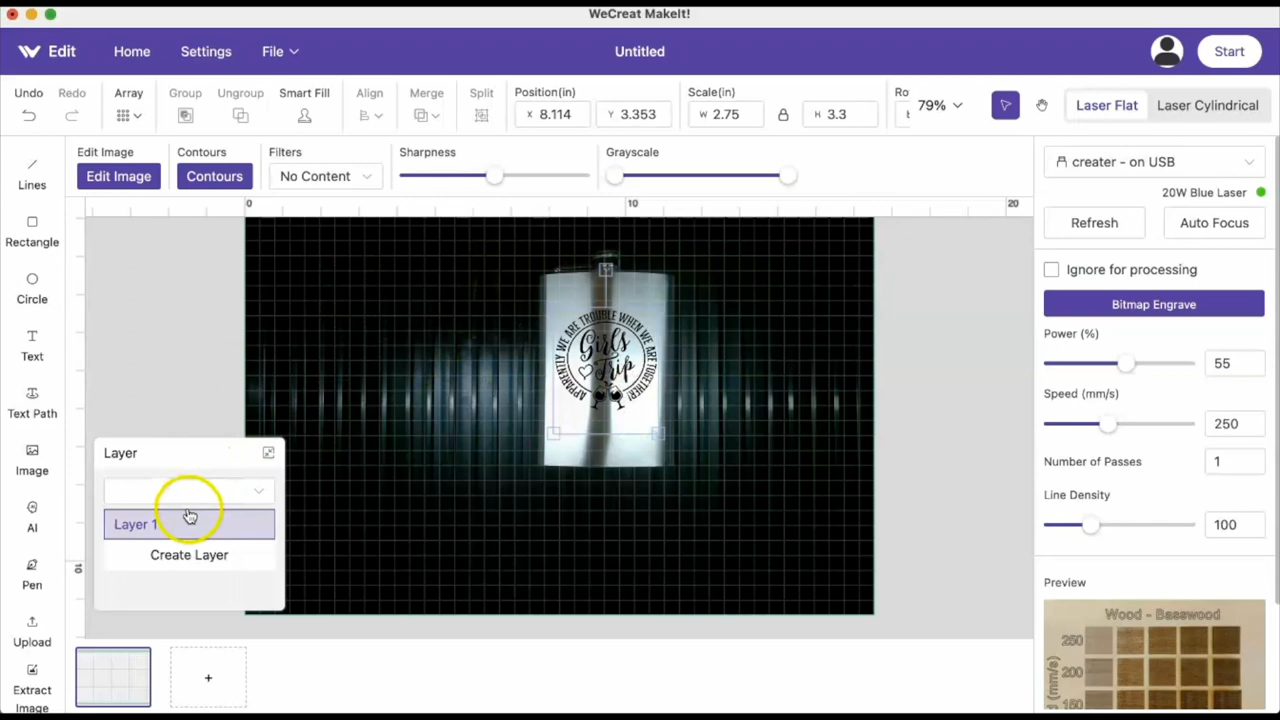 WeCreat MakeIt!
Edit Home Settings File Untitled Start
Undo Redo Array Group Ungroup Smart Fill Align Merge Split Position(in) Scale(in) Ro
X 8.114 Y 3.353 W 2.75 H 3.3 79% Laser Flat Laser Cylindrical
Edit Image Contours Filters Sharpness Grayscale
Edit Image Contours No Content
creater - on USB
20W Blue Laser
Refresh Auto Focus
Ignore for processing
Bitmap Engrave
Power (%)
55
Speed (mm/s)
250
Number of Passes 1
Line Density
100
Preview
Wood - Basswood
250
200
150
(mm/s)
Lines
Rectangle
Circle
Text
Text Path
Image
AI
Pen
Upload
Extract
Image
0 10 20
10
APPARENTLY WE ARE TROUBLE WHEN WE ARE TOGETHER!
Girls
Trip
Layer
Layer 1
Create Layer
+